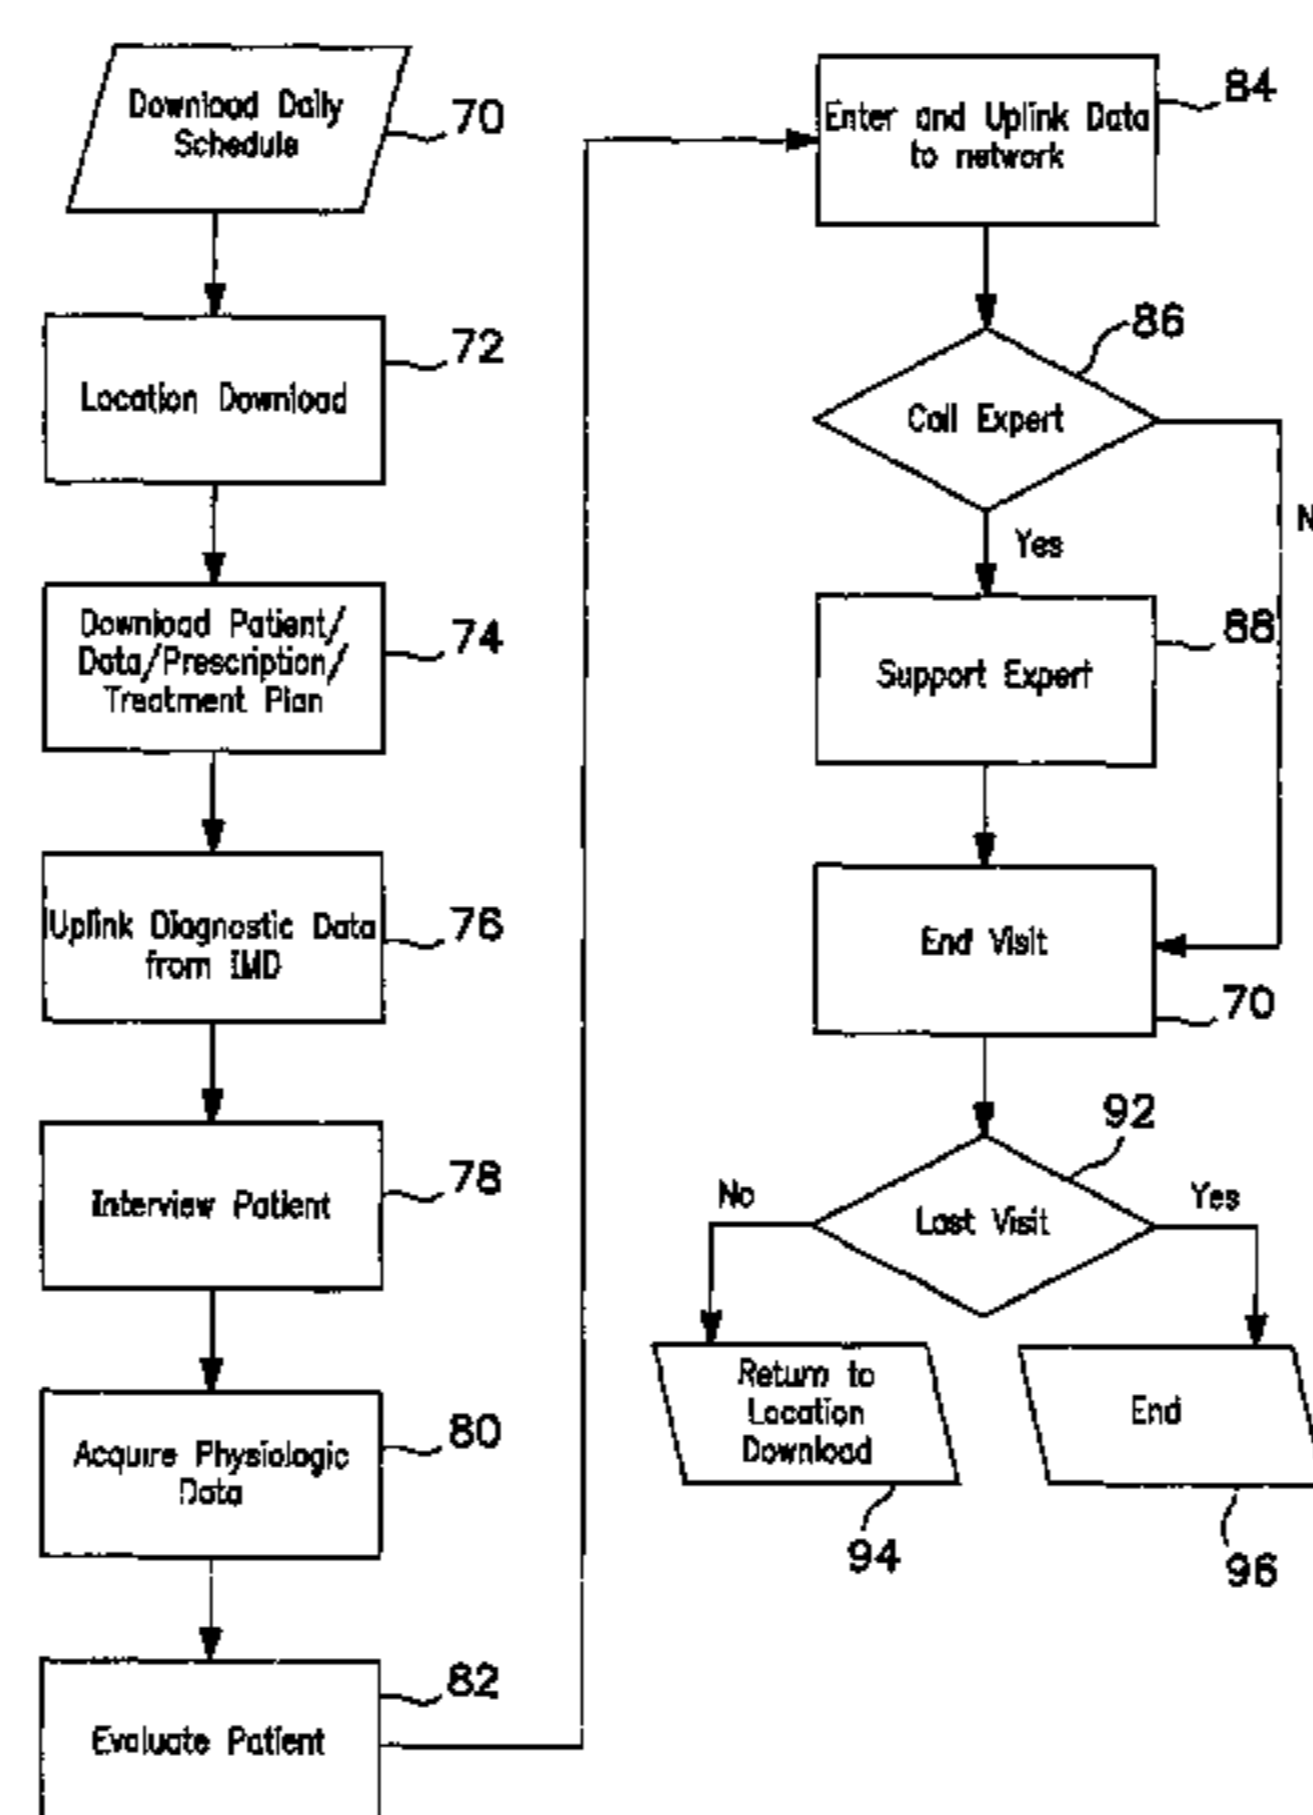 Download Daily
Schedule
70
Location Download
72
Download Patient/
Data/Prescription/
Treatment Plan
74
Uplink Diagnostic Data
from IMD
76
Interview Patient
78
Acquire Physiologic
Data
80
Evaluate Patient
82
Enter and Uplink Data
to network
84
Call Expert
86
N
Yes
Support Expert
88
End Visit
70
Last Visit
92
No
Yes
Return to
Location
Download
94
End
96